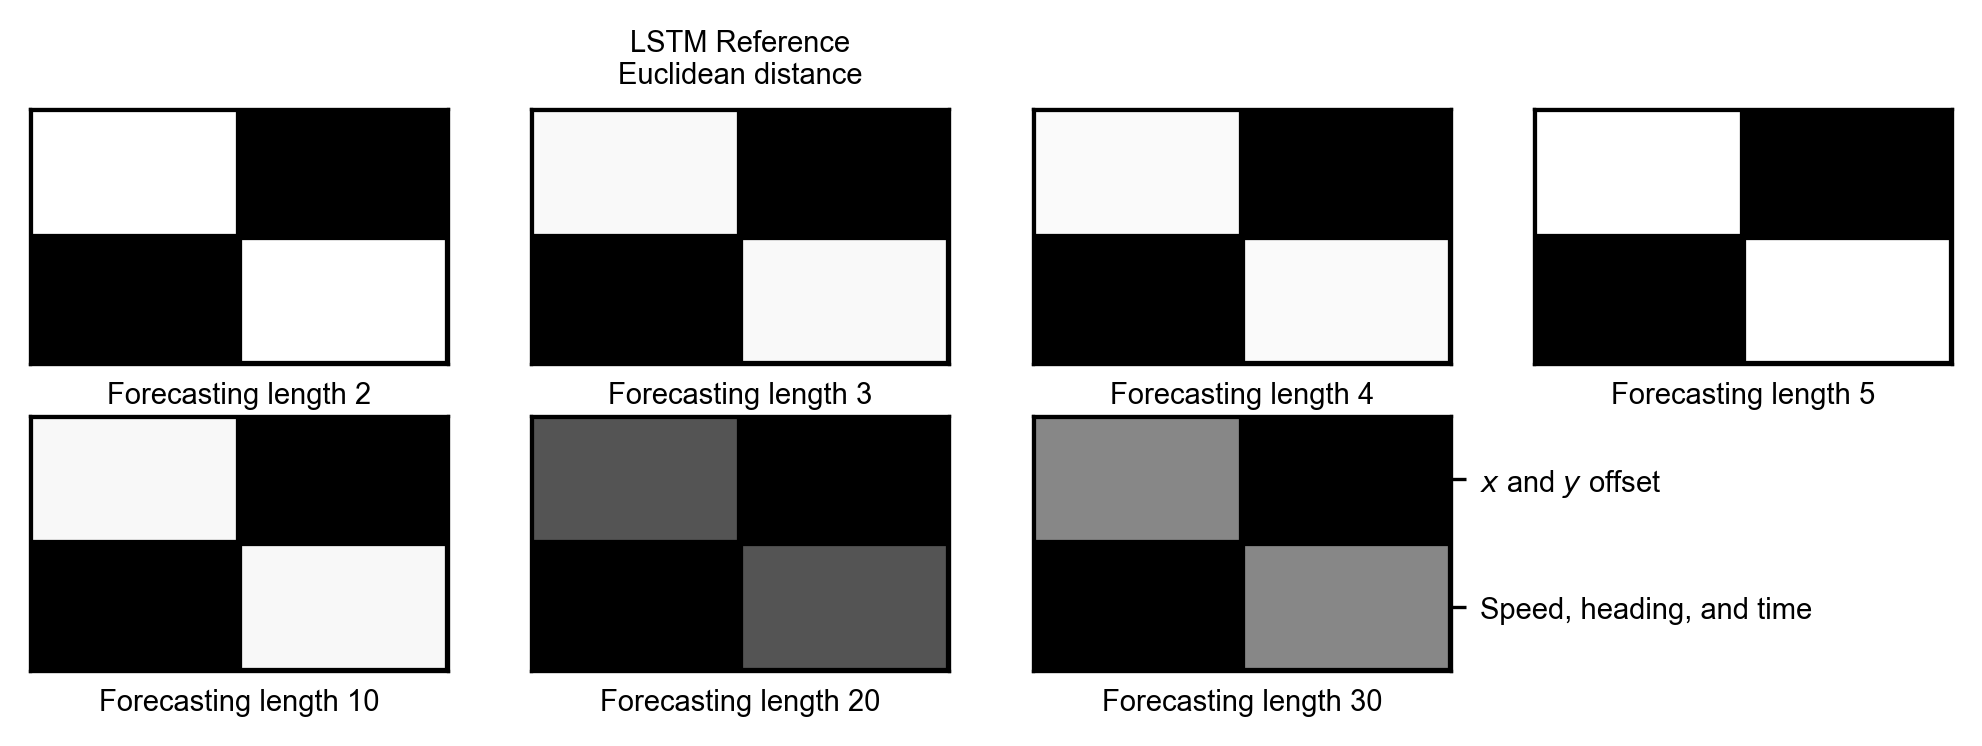 LSTM Reference
Euclidean distance
Forecasting length 2
Forecasting length 3
Forecasting length 4
Forecasting length 5
x and y offset
Speed, heading, and time
Forecasting length 10
Forecasting length 20
Forecasting length 30